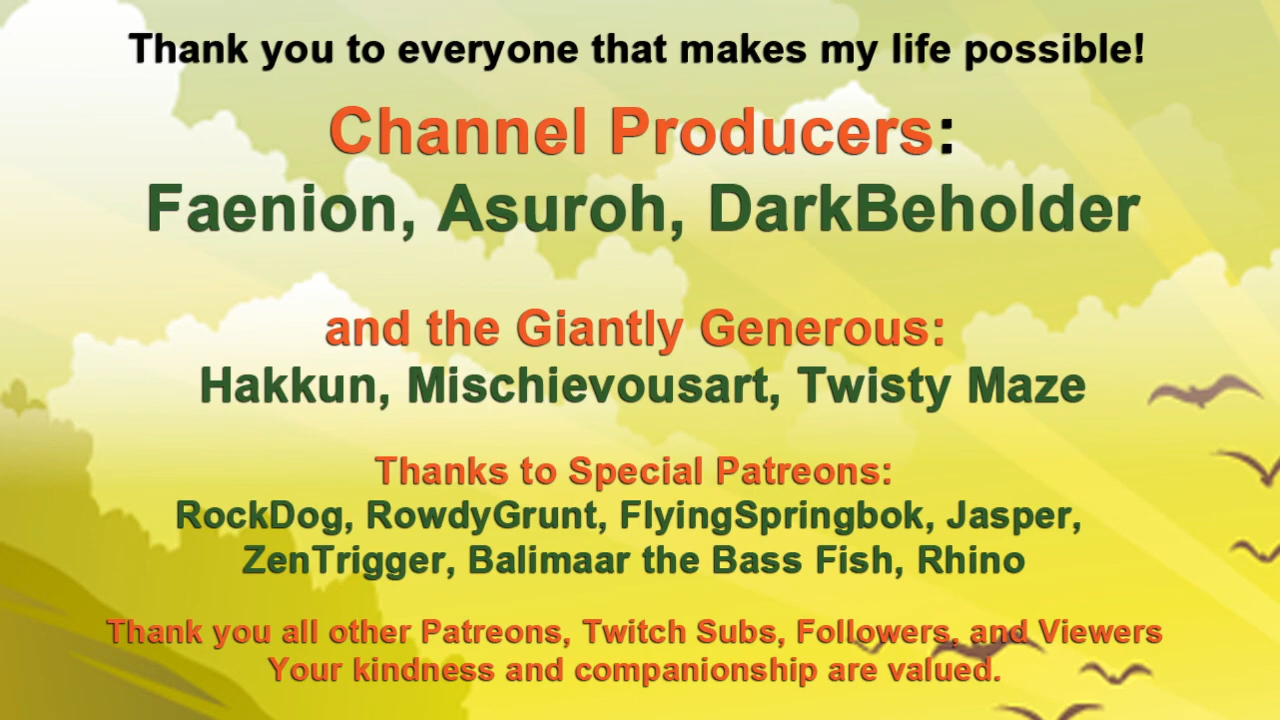 Thank you to everyone that makes my life possible!
Channel Producers:
Faenion, Asuroh, DarkBeholder
and the Giantly Generous:
Hakkun, Mischievousart, Twisty Maze
Thanks to Special Patreons:
RockDog, RowdyGrunt, FlyingSpringbok, Jasper,
ZenTrigger, Balimaar the Bass Fish, Rhino
Thank you all other Patreons, Twitch Subs, Followers, and Viewers
Your kindness and companionship are valued.